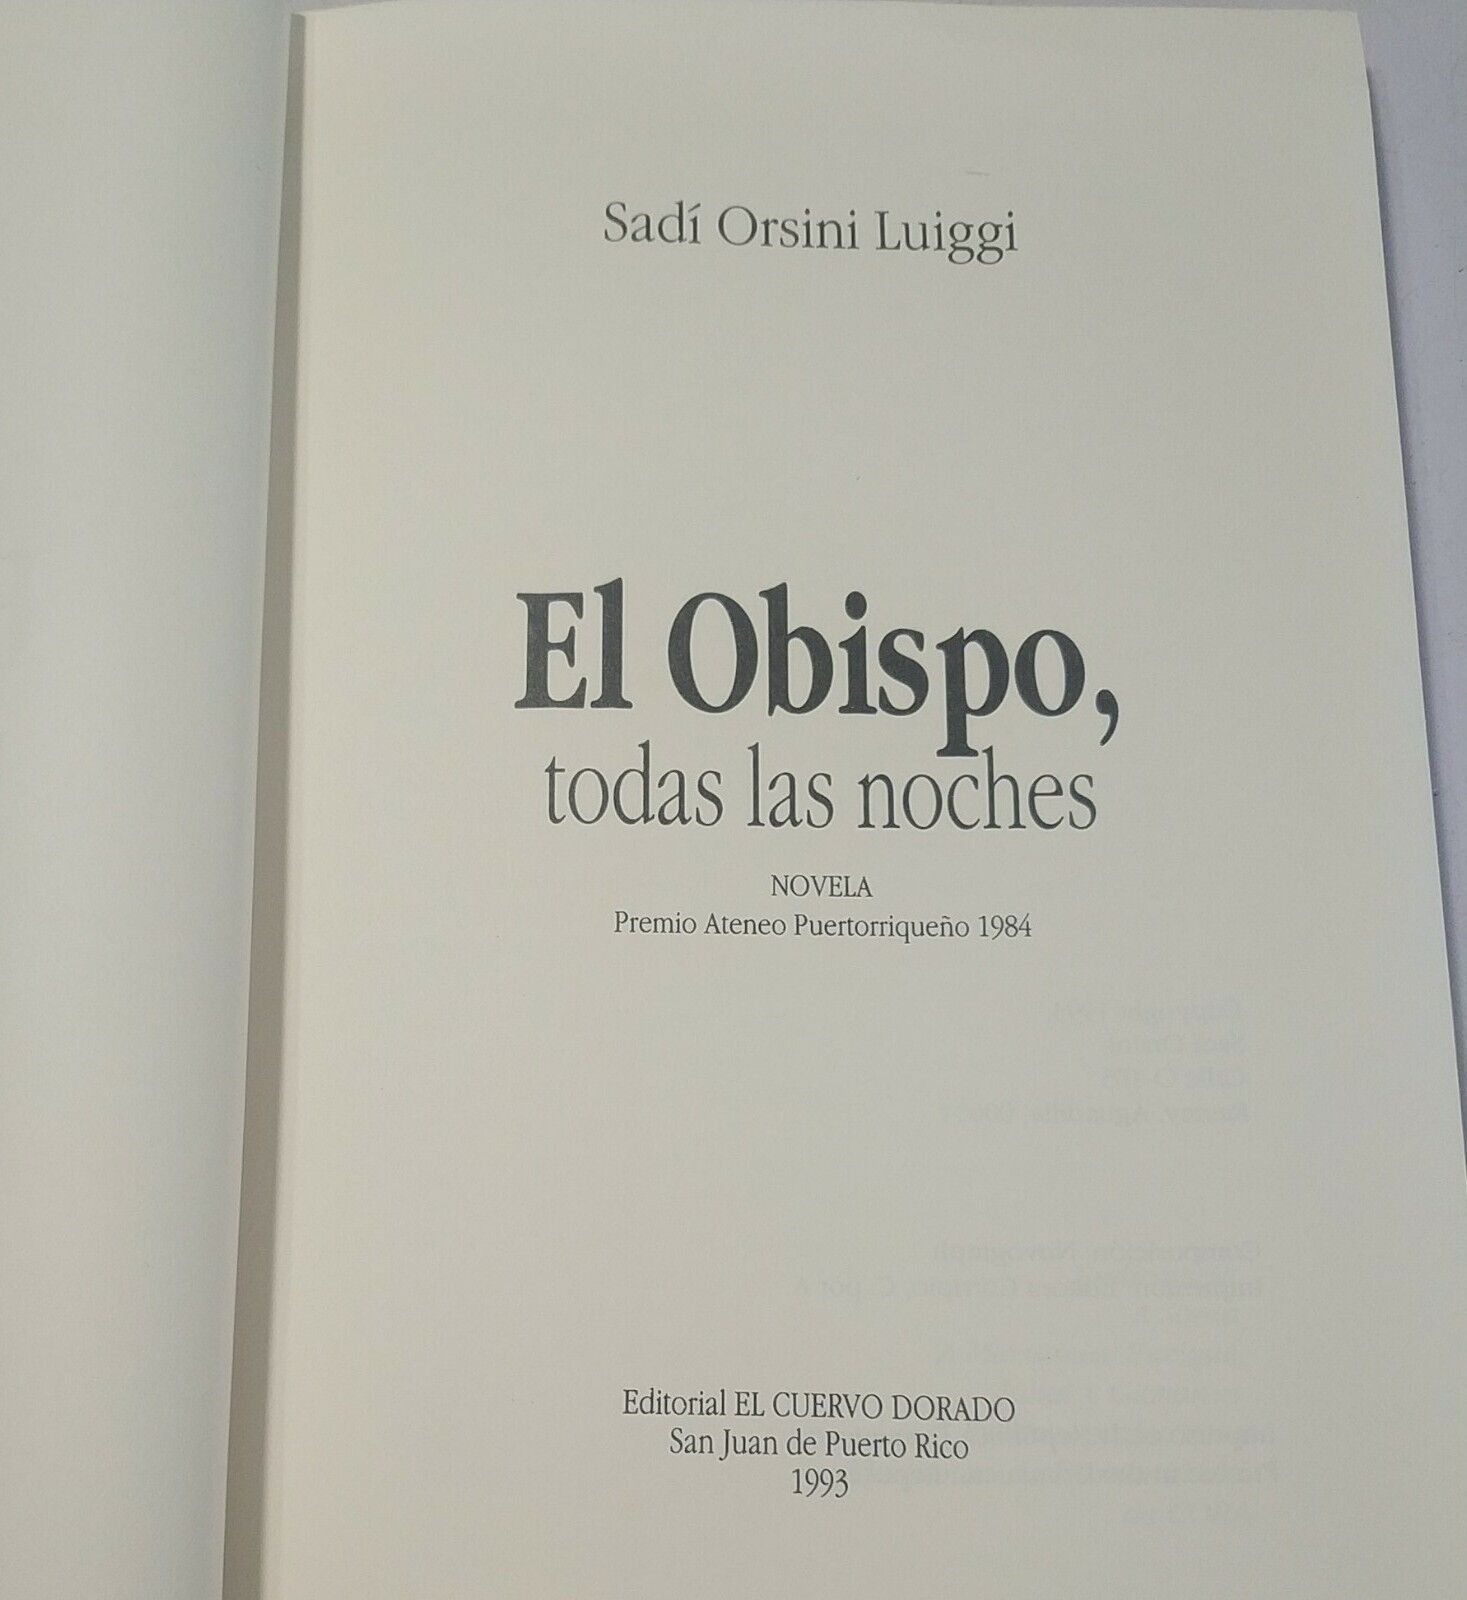 Sadí Orsini Luiggi
El Obispo,
todas las noches
NOVELA
Premio Ateneo Puertorriqueño 1984
Editorial EL CUERVO DORADO
San Juan de Puerto Rico
1993